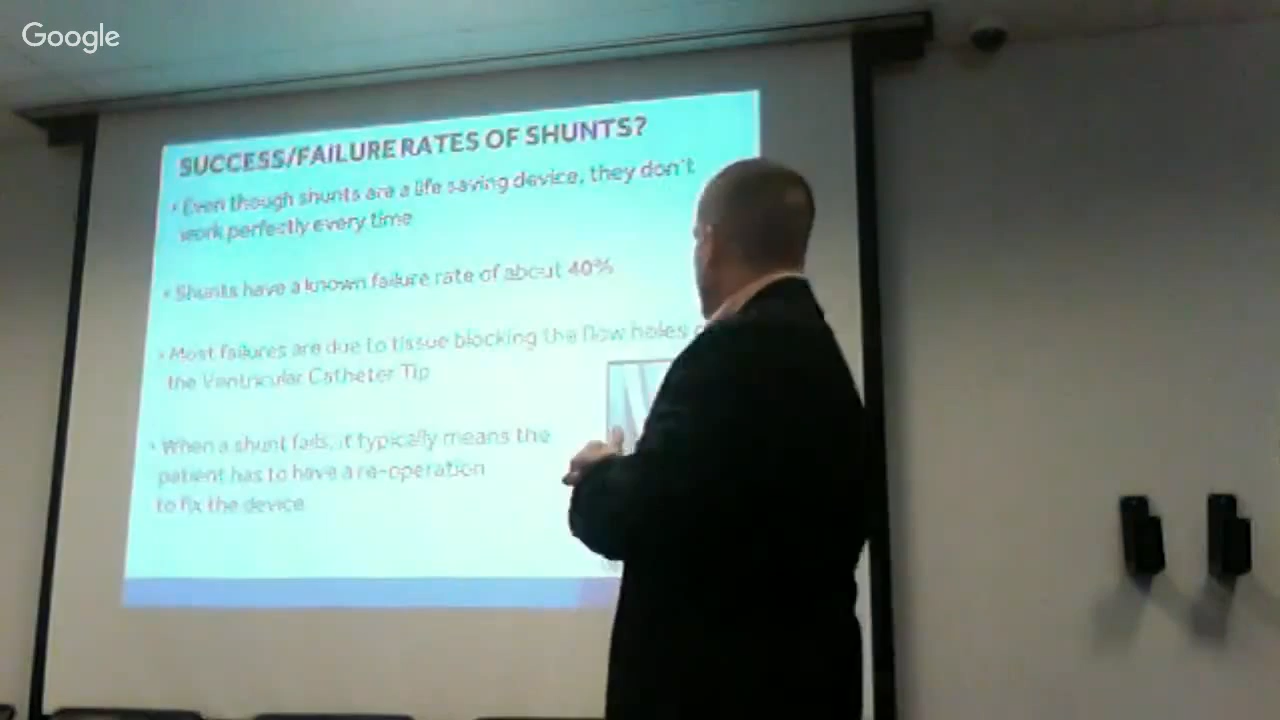 Google
SUCCESS/FAILURE RATES OF SHUNTS?
• Even though shunts are a life saving device, they don't
work perfectly every time
• Shunts have a known failure rate of about 40%
• Most failures are due to tissue blocking the flow holes
the Ventricular Catheter Tip
• When a shunt fails, it typically means the
patient has to have a re-operation
to fix the device